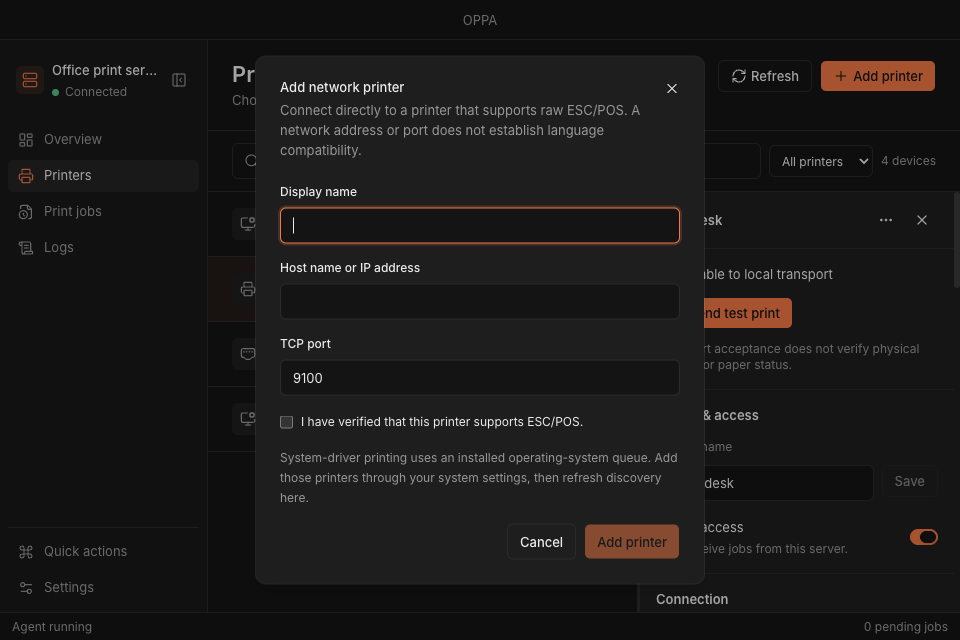 OPPA
Office print ser...
Connected
Overview
Printers
Print jobs
Logs
Quick actions
Settings
Agent running
Pr
Cho
Refresh
Add printer
All printers
4 devices
Add network printer
Connect directly to a printer that supports raw ESC/POS. A
network address or port does not establish language
compatibility.
Display name
Host name or IP address
TCP port
9100
I have verified that this printer supports ESC/POS.
System-driver printing uses an installed operating-system queue. Add
those printers through your system settings, then refresh discovery
here.
Cancel
Add printer
esk
able to local transport
nd test print
rt acceptance does not verify physical
or paper status.
& access
name
desk
Save
access
eive jobs from this server.
Connection
0 pending jobs